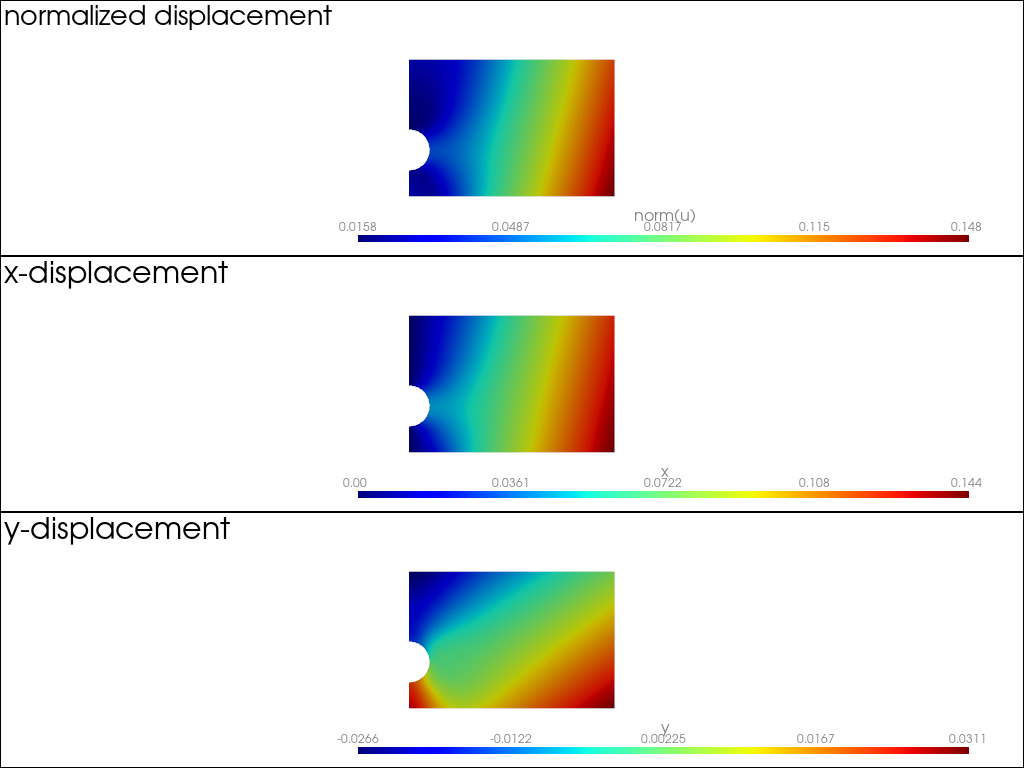 normalized displacement
norm(u)
0.0158 0.0487 0.0817 0.115 0.148
x-displacement
x
0.00 0.0361 0.0722 0.108 0.144
y-displacement
y
-0.0266 -0.0122 0.00225 0.0167 0.0311